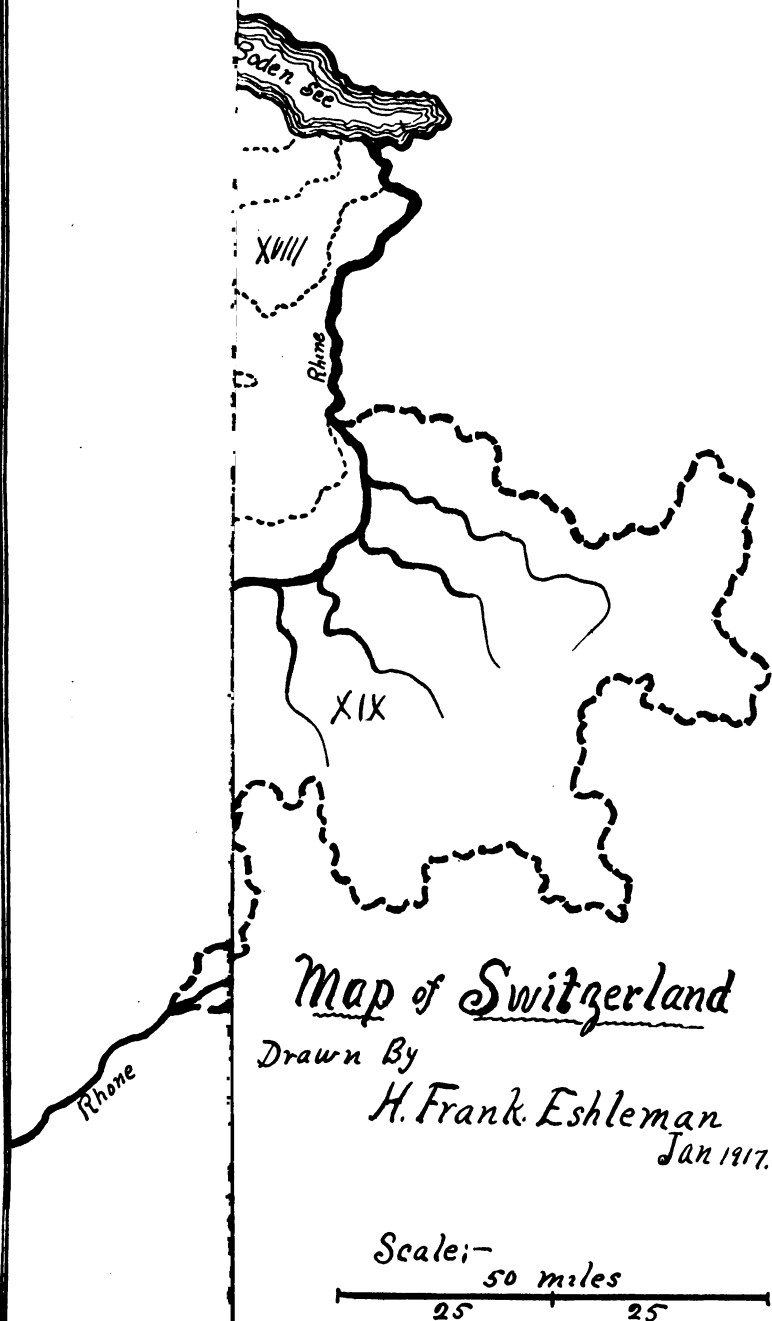 Boden See
XVIII
Rhine
XIX
Map of Switzerland
Drawn By
H. Frank. Eshleman
Jan 1917.
Rhone
Scale;-
50 miles
25 25